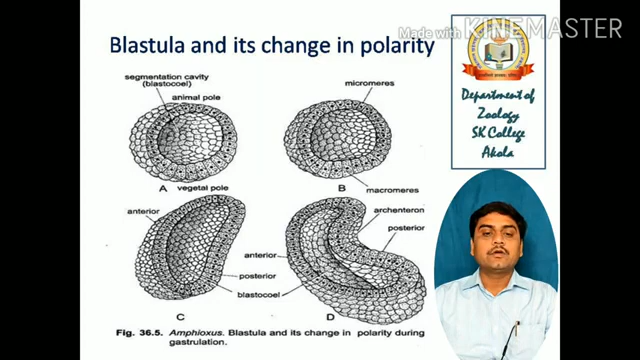 Made with KINEMASTER
Blastula and its change in polarity
segmentation cavity
(blastocoel)
animal pole
micromeres
A
vegetal pole
B
macromeres
archenteron
anterior
posterior
anterior
posterior
blastocoel
C
D
Fig. 36.5. Amphioxus. Blastula and its change in polarity during
gastrulation.
Department of
Zoology
SK College
Akola